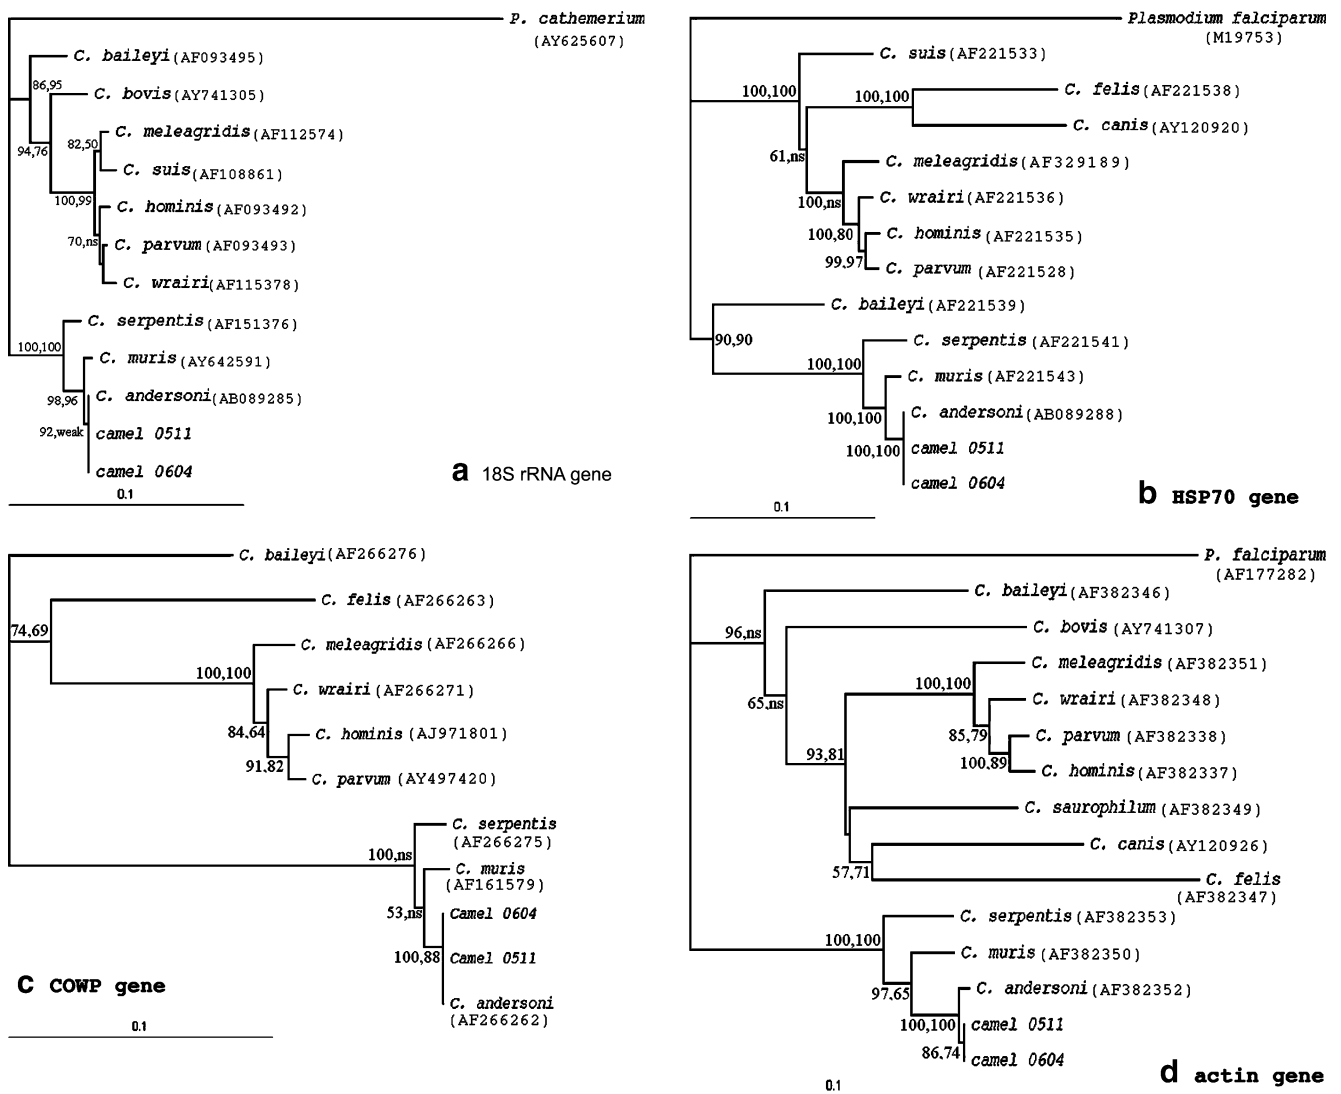 P. cathemerium
(AY625607)
C. baileyi(AF093495)
86,95
C. bovis(AY741305)
C. meleagridis(AF112574)
82,50
94,76
C. suis(AF108861)
100,99
C. hominis(AF093492)
70,ns
C. parvum(AF093493)
C. wrairi(AF115378)
C. serpentis(AF151376)
100,100
C. muris(AY642591)
98,96
C. andersoni(AB089285)
92,weak
camel 0511
camel 0604
a 18S rRNA gene
0.1
Plasmodium falciparum
(M19753)
C. suis(AF221533)
100,100
100,100
C. felis(AF221538)
C. canis(AY120920)
61,ns
C. meleagridis(AF329189)
100,ns
C. wrairi(AF221536)
100,80
C. hominis(AF221535)
99,97
C. parvum (AF221528)
C. baileyi(AF221539)
90,90
C. serpentis(AF221541)
100,100
C. muris(AF221543)
100,100
C. andersoni(AB089288)
100,100
camel 0511
camel 0604
b HSP70 gene
0.1
C. baileyi(AF266276)
C. felis(AF266263)
74,69
C. meleagridis(AF266266)
100,100
C. wrairi(AF266271)
84,64
C. hominis(AJ971801)
91,82
C. parvum (AY497420)
C. serpentis
(AF266275)
100,ns
C. muris
(AF161579)
53,ns
Camel 0604
100,88
Camel 0511
C. andersoni
(AF266262)
c COWP gene
0.1
P. falciparum
(AF177282)
C. baileyi(AF382346)
96,ns
C. bovis(AY741307)
C. meleagridis(AF382351)
100,100
65,ns
C. wrairi(AF382348)
85,79
C. parvum (AF382338)
93,81
100,89
C. hominis(AF382337)
C. saurophilum(AF382349)
C. canis(AY120926)
57,71
C. felis
(AF382347)
C. serpentis(AF382353)
100,100
C. muris(AF382350)
97,65
C. andersoni(AF382352)
100,100
camel 0511
86,74
camel 0604
d actin gene
0.1